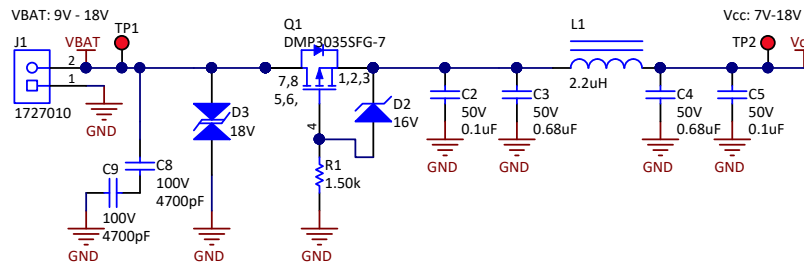 VBAT: 9V - 18V
J1
VBAT
TP1
2
1
1727010
GND
C9
100V
4700pF
GND
C8
100V
4700pF
D3
18V
GND
Q1
DMP3035SFG-7
7,8
5,6,
1,2,3
4
D2
16V
R1
1.50k
GND
C2
50V
0.1uF
GND
C3
50V
0.68uF
GND
L1
2.2uH
C4
50V
0.68uF
GND
C5
50V
0.1uF
GND
Vcc: 7V-18V
TP2